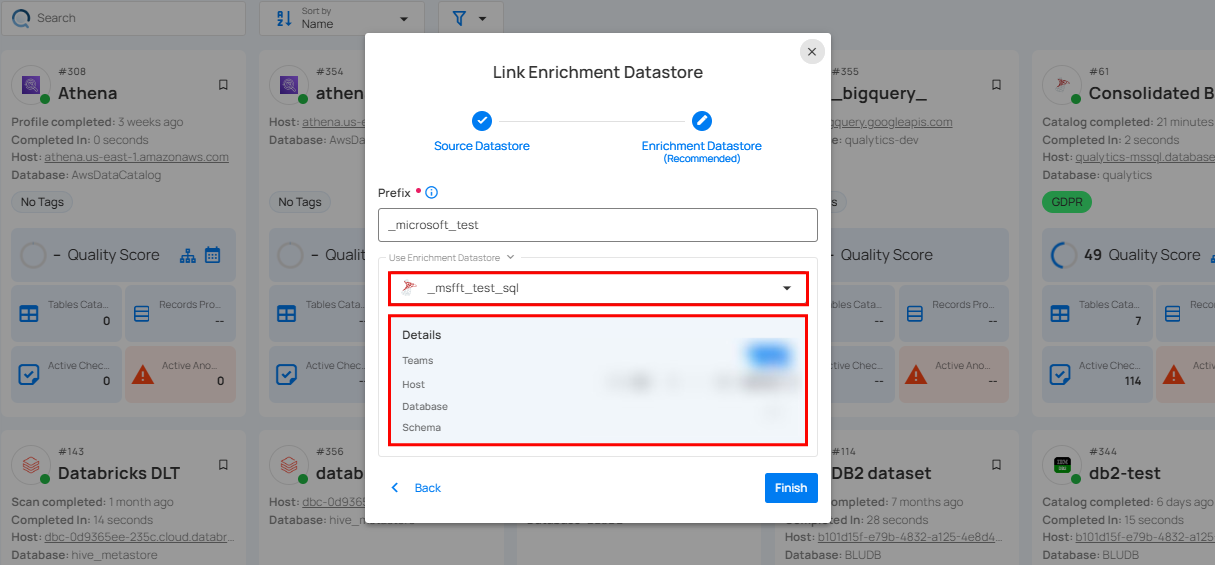 Search
Sort by
Name
#308
Athena
Profile completed: 3 weeks ago
Completed In: 0 seconds
Host: athena.us-east-1.amazonaws.com
Database: AwsDataCatalog
No Tags
– Quality Score
Tables Cata...
0
Records Pro...
--
Active Chec...
0
Active Ano...
0
#354
athen
Host: athena.us-e
Database: AwsD
No Tags
– Qua
Tables Cata
--
Active Chec
--
Link Enrichment Datastore
Source Datastore
Enrichment Datastore
(Recommended)
Prefix
_microsoft_test
Use Enrichment Datastore
_msfft_test_sql
Details
Teams
Host
Database
Schema
Back
Finish
#355
_bigquery_
gquery.googleapis.com
qualytics-dev
Quality Score
Cata...
--
Records Pro...
--
Chec...
--
Active Ano...
--
#61
Consolidated B
Catalog completed: 21 minutes
Completed In: 2 seconds
Host: qualytics-mssql.database
Database: qualytics
GDPR
49 Quality Score
Tables Cata...
7
Record
Active Chec...
114
Active
#143
Databricks DLT
Scan completed: 1 month ago
Completed In: 14 seconds
Host: dbc-0d9365ee-235c.cloud.databr...
Database: hive_metastore
#356
datab
Host: dbc-0d9365
Database: hive_metastore
#114
DB2 dataset
completed: 7 months ago
Completed In: 28 seconds
Host: b101d15f-e79b-4832-a125-4e8d4...
Database: BLUDB
#344
db2-test
Catalog completed: 6 days ago
Completed In: 15 seconds
Host: b101d15f-e79b-4832-a125
Database: BLUDB